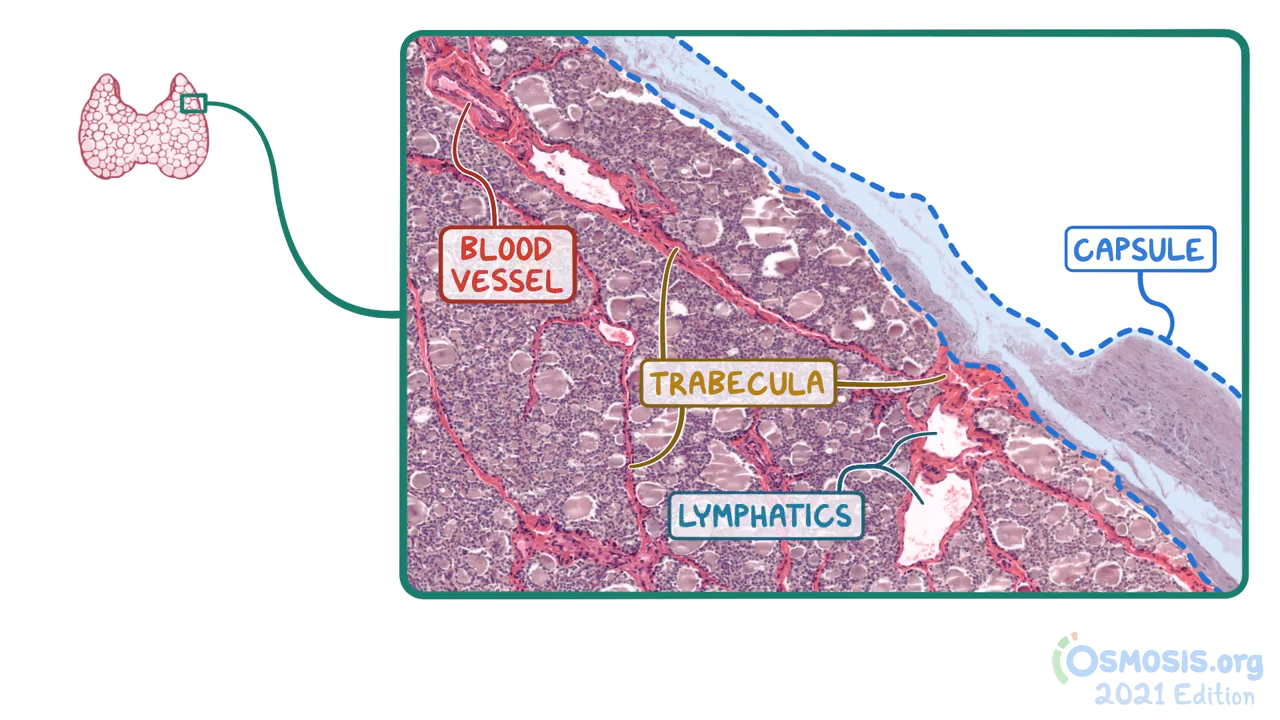 BLOOD
VESSEL
CAPSULE
TRABECULA
LYMPHATICS
OSMOSIS.org
2021 Edition